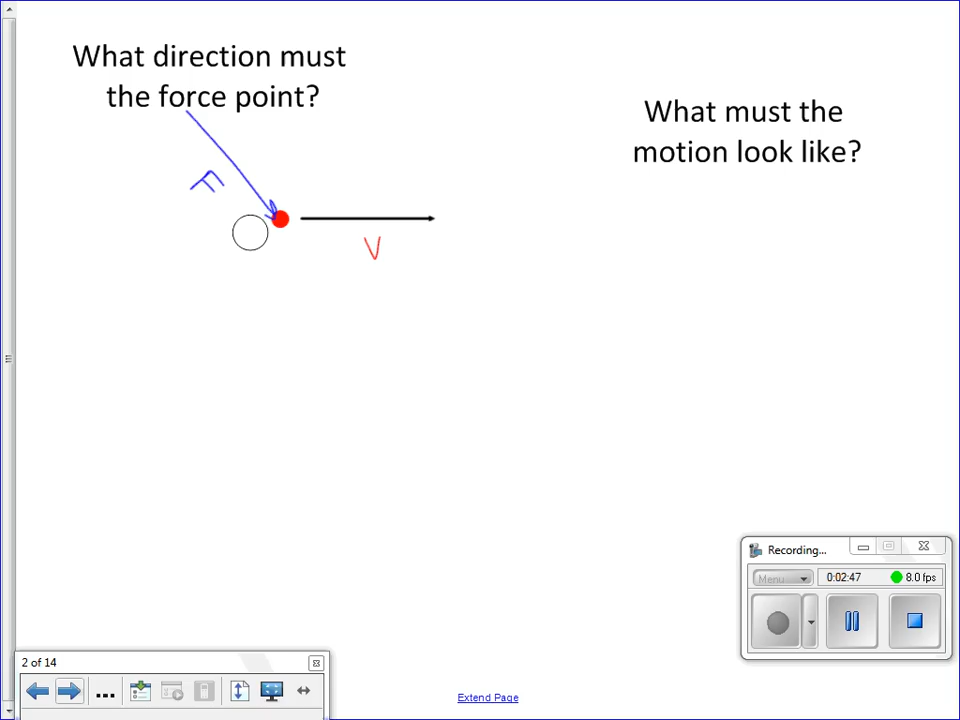 What direction must
the force point?
What must the
motion look like?
F
V
Recording...
Menu
0:02:47
8.0 fps
2 of 14
...
Extend Page